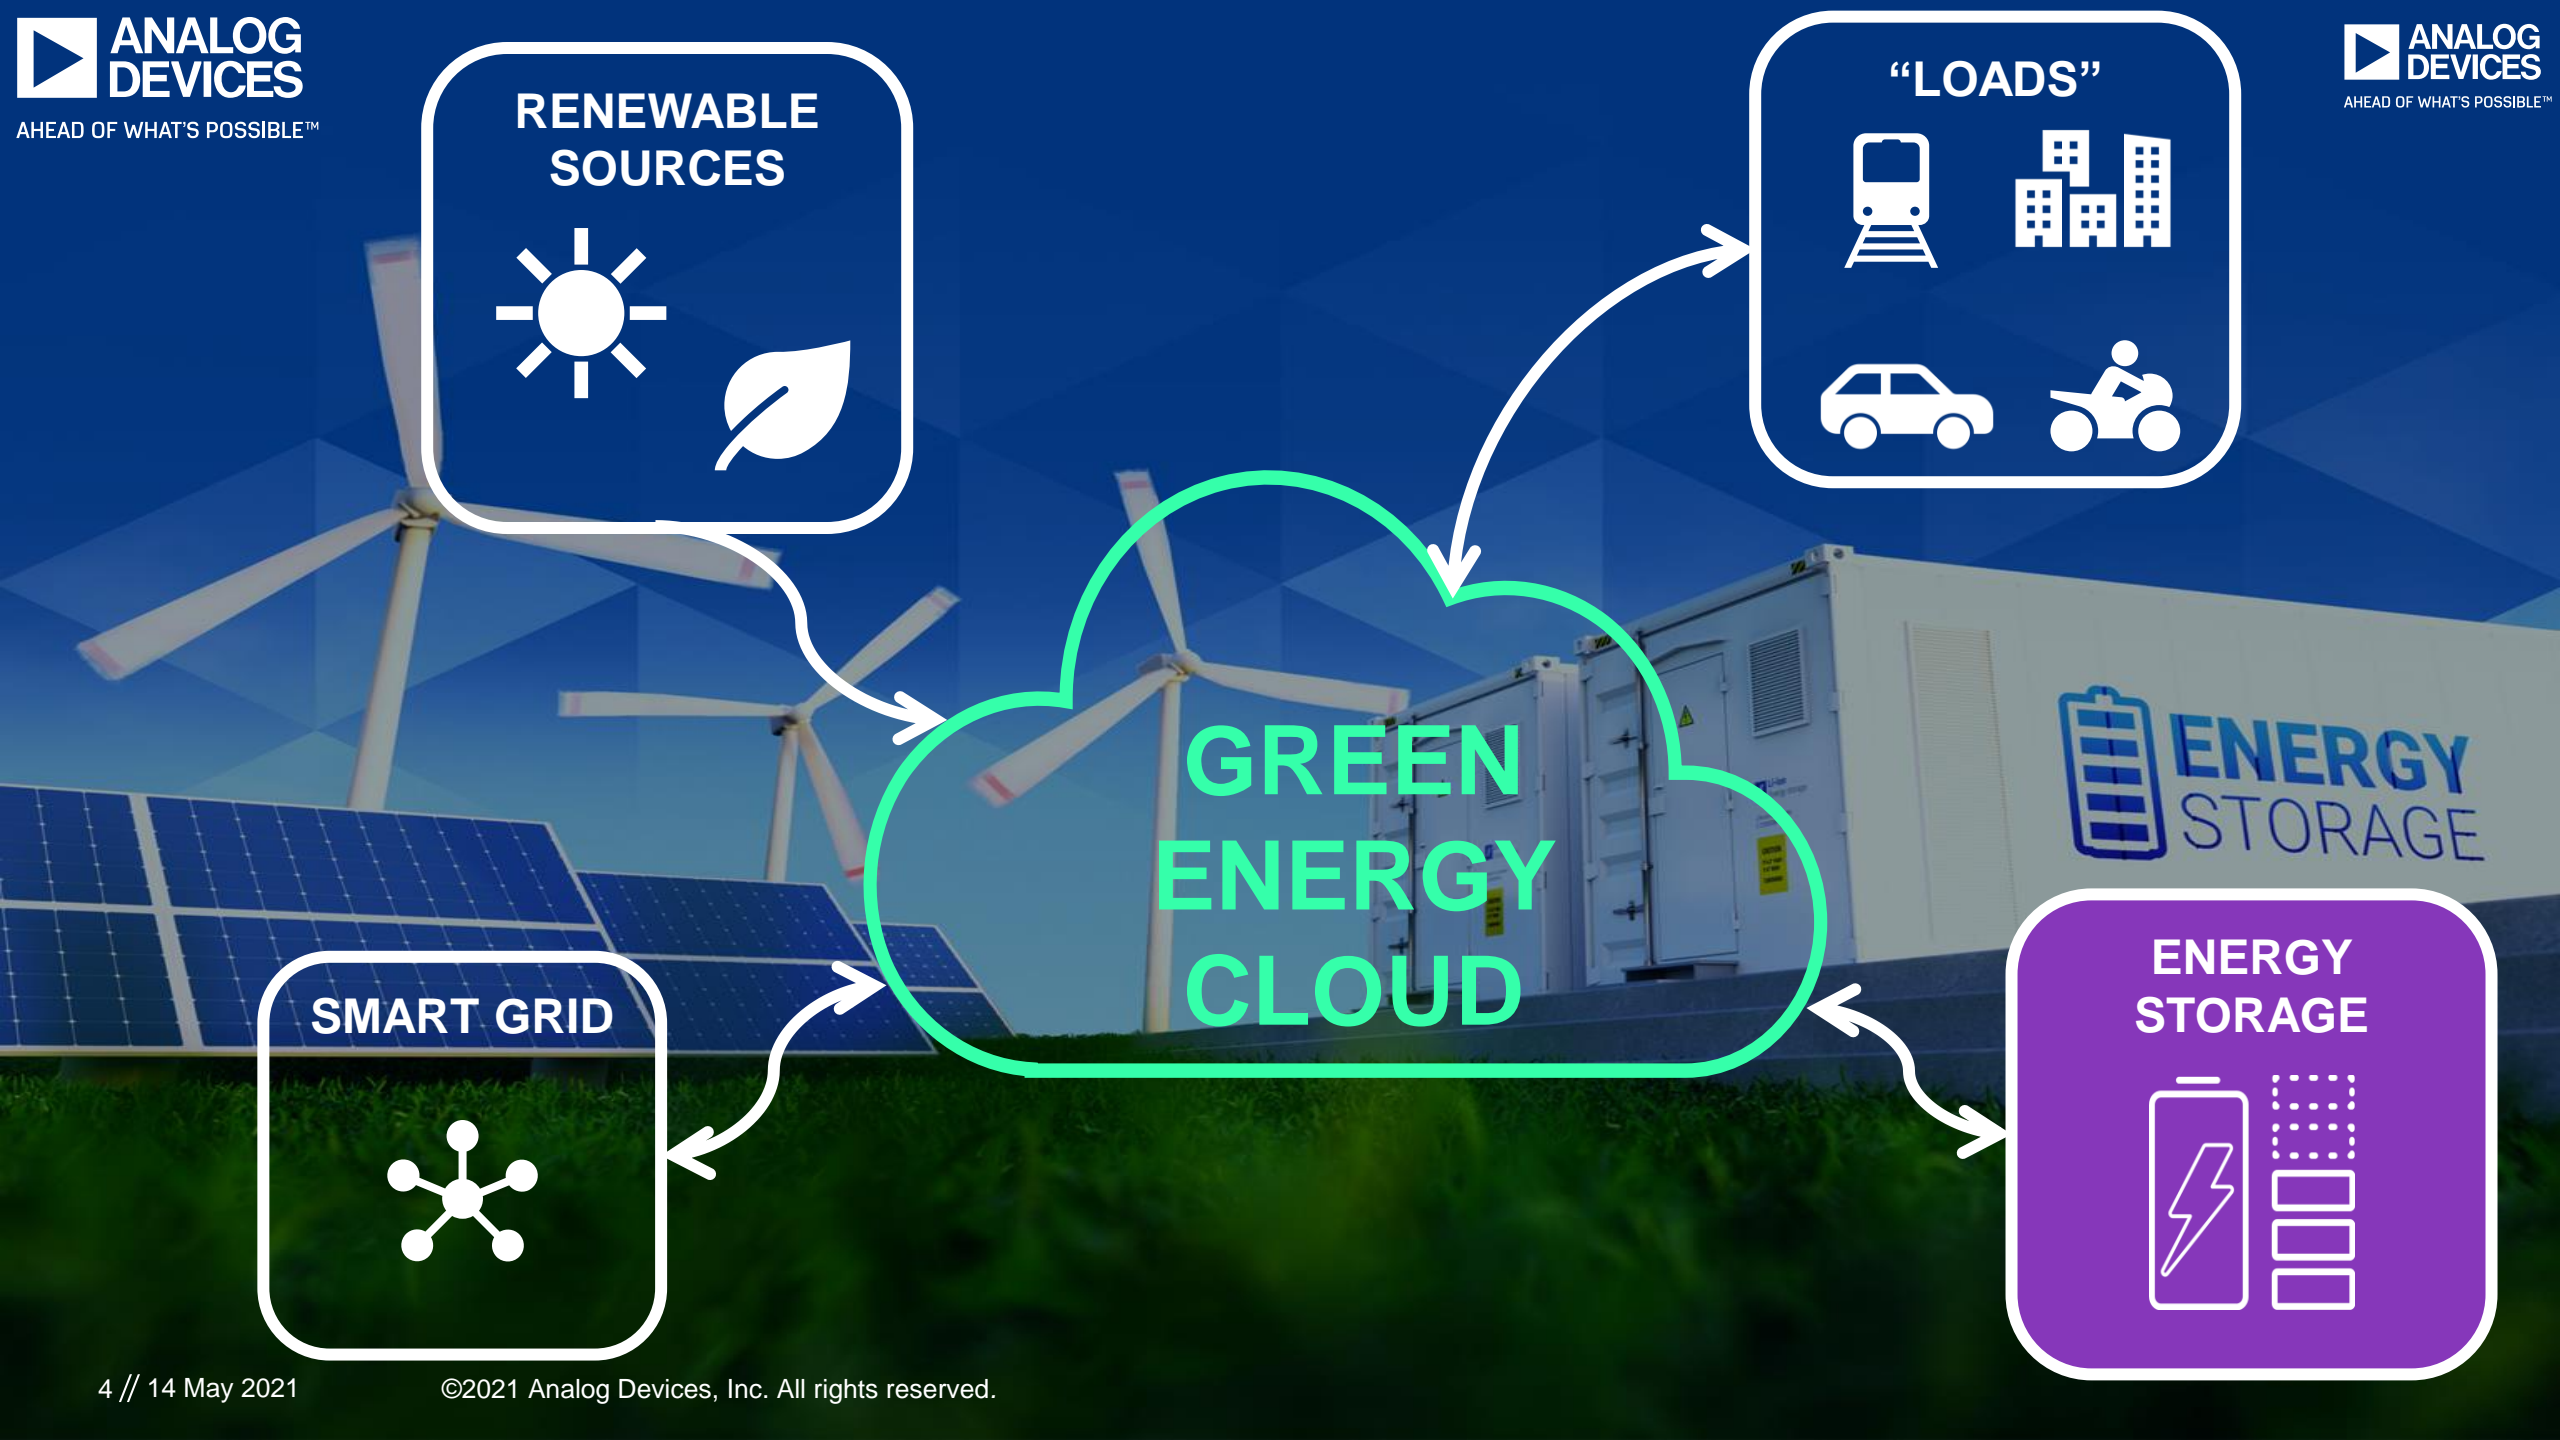 ANALOG
DEVICES
AHEAD OF WHAT'S POSSIBLE™
RENEWABLE
SOURCES
“LOADS”
ANALOG
DEVICES
AHEAD OF WHAT'S POSSIBLE™
GREEN
ENERGY
CLOUD
ENERGY
STORAGE
SMART GRID
ENERGY
STORAGE
4 // 14 May 2021
©2021 Analog Devices, Inc. All rights reserved.